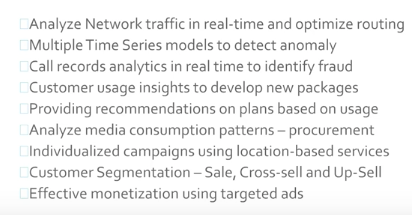 Analyze Network traffic in real-time and optimize routing
Multiple Time Series models to detect anomaly
Call records analytics in real time to identify fraud
Customer usage insights to develop new packages
Providing recommendations on plans based on usage
Analyze media consumption patterns – procurement
Individualized campaigns using location-based services
Customer Segmentation – Sale, Cross-sell and Up-Sell
Effective monetization using targeted ads